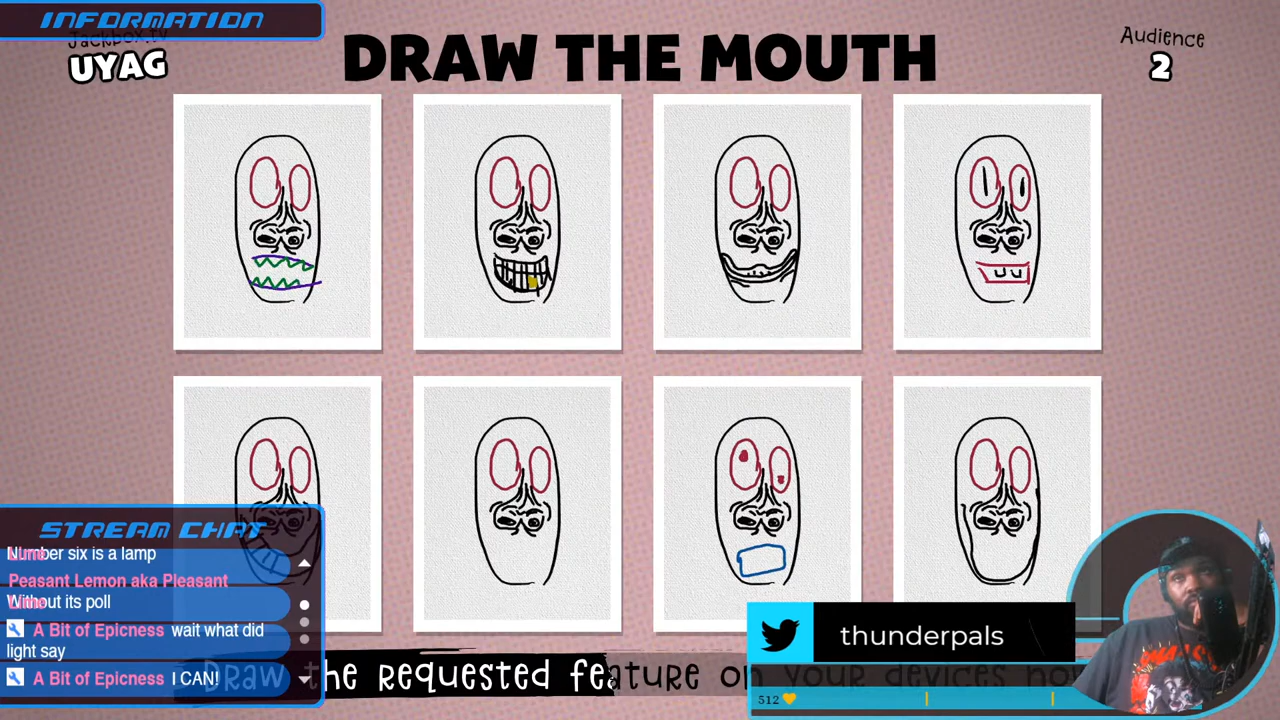 INFORMATION
Jackbox.tv
UYAG
DRAW THE MOUTH
Audience
2
STREAM CHAT
Number six is a lamp
Peasant Lemon aka Pleasant
Without its poll
A Bit of Epicness wait what did
light say
A Bit of Epicness I CAN!
Draw the requested feature on your devices now
thunderpals
512